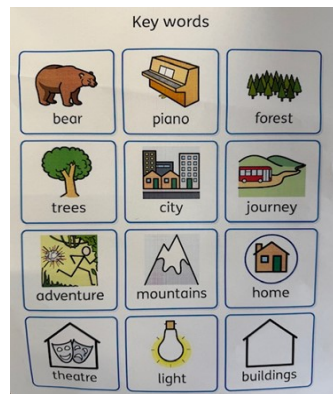 Key words
bear piano forest
trees city journey
adventure mountains home
theatre light buildings